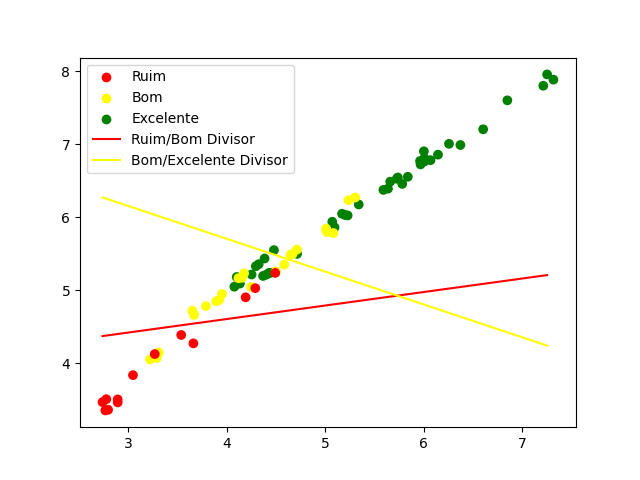 Ruim
Bom
Excelente
Ruim/Bom Divisor
Bom/Excelente Divisor
8
7
6
5
4
3 4 5 6 7